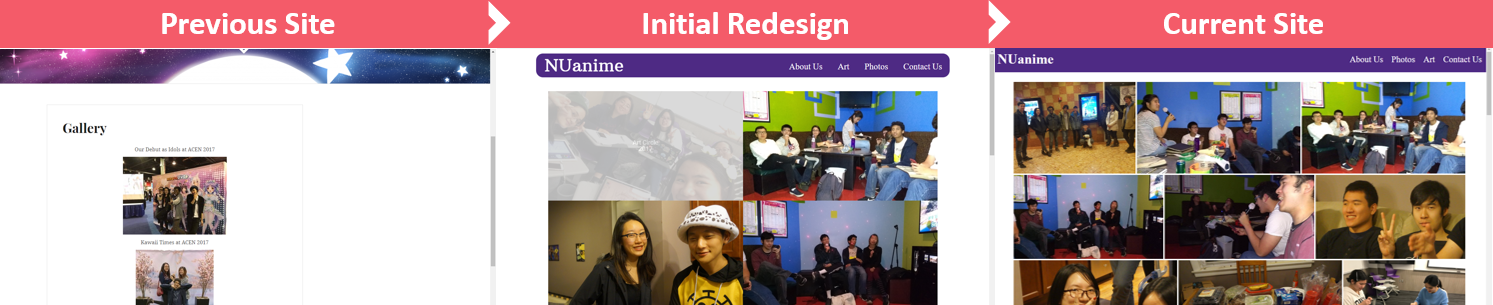 Previous Site
Initial Redesign
Current Site
Gallery
Our Debut as Idols at ACEN 2017
Kawaii Times at ACEN 2017
NUanime
About Us Art Photos Contact Us
2012
NUanime
About Us Photos Art Contact Us